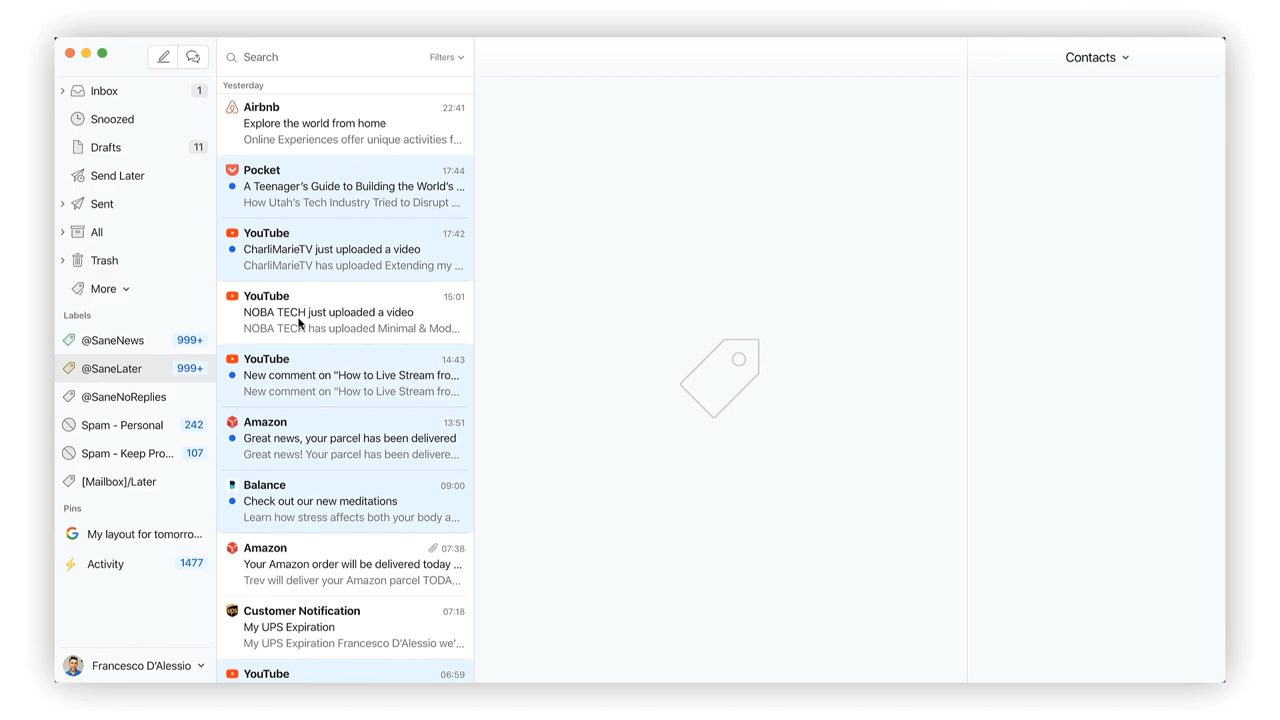 Inbox 1
Snoozed
Drafts 11
Send Later
Sent
All
Trash
More
Labels
@SaneNews 999+
@SaneLater 999+
@SaneNoReplies
Spam - Personal 242
Spam - Keep Pro... 107
[Mailbox]/Later
Pins
My layout for tomorro...
Activity 1477
Francesco D'Alessio
Search Filters
Yesterday
Airbnb 22:41
Explore the world from home
Online Experiences offer unique activities f...
Pocket 17:44
A Teenager's Guide to Building the World's ...
How Utah's Tech Industry Tried to Disrupt ...
YouTube 17:42
CharliMarieTV just uploaded a video
CharliMarieTV has uploaded Extending my ...
YouTube 15:01
NOBA TECH just uploaded a video
NOBA TECH has uploaded Minimal & Mod...
YouTube 14:43
New comment on "How to Live Stream fro...
New comment on "How to Live Stream fro...
Amazon 13:51
Great news, your parcel has been delivered
Great news! Your parcel has been delivere...
Balance 09:00
Check out our new meditations
Learn how stress affects both your body a...
Amazon 07:38
Your Amazon order will be delivered today ...
Trev will deliver your Amazon parcel TODA...
ups
Customer Notification 07:18
My UPS Expiration
My UPS Expiration Francesco D'Alessio we'...
YouTube 06:59
Contacts